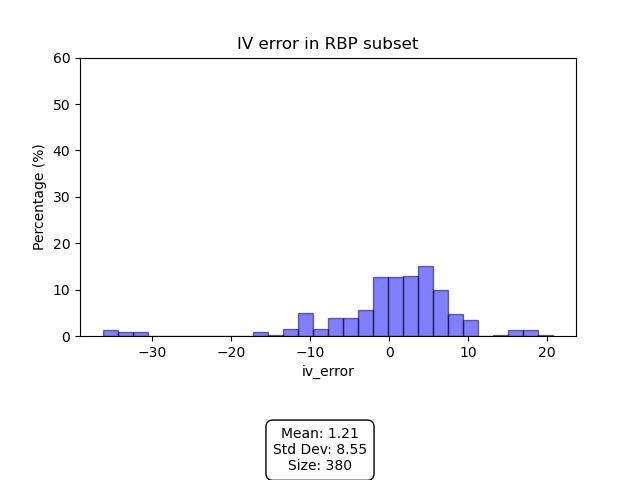 IV error in RBP subset
60
50
40
30
20
10
0
Percentage (%)
−30
−20
−10
0
10
20
iv_error
Mean: 1.21
Std Dev: 8.55
Size: 380